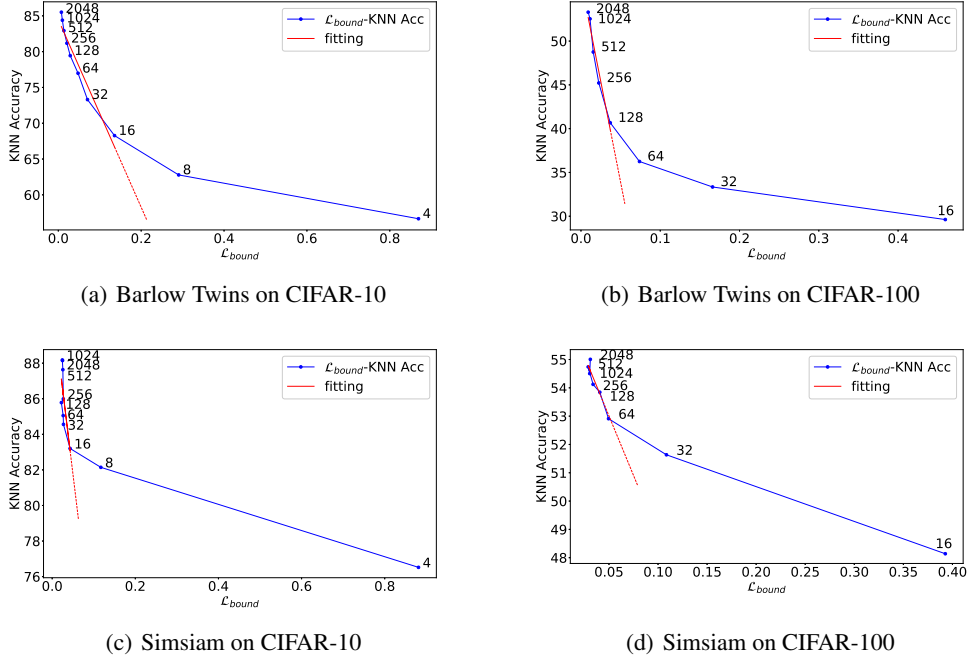 2048
1024
512
256
128
64
32
16
8
4
ℒbound-KNN Acc
fitting
85
80
75
70
65
60
KNN Accuracy
0.0 0.2 0.4 0.6 0.8
ℒbound
(a) Barlow Twins on CIFAR-10
2048
1024
512
256
128
64
32
16
ℒbound-KNN Acc
fitting
50
45
40
35
30
KNN Accuracy
0.0 0.1 0.2 0.3 0.4
ℒbound
(b) Barlow Twins on CIFAR-100
1024
2048
512
256
128
64
32
16
8
4
ℒbound-KNN Acc
fitting
88
86
84
82
80
78
76
KNN Accuracy
0.0 0.2 0.4 0.6 0.8
ℒbound
(c) Simsiam on CIFAR-10
2048
512
1024
256
128
64
32
16
ℒbound-KNN Acc
fitting
55
54
53
52
51
50
49
48
KNN Accuracy
0.05 0.10 0.15 0.20 0.25 0.30 0.35 0.40
ℒbound
(d) Simsiam on CIFAR-100